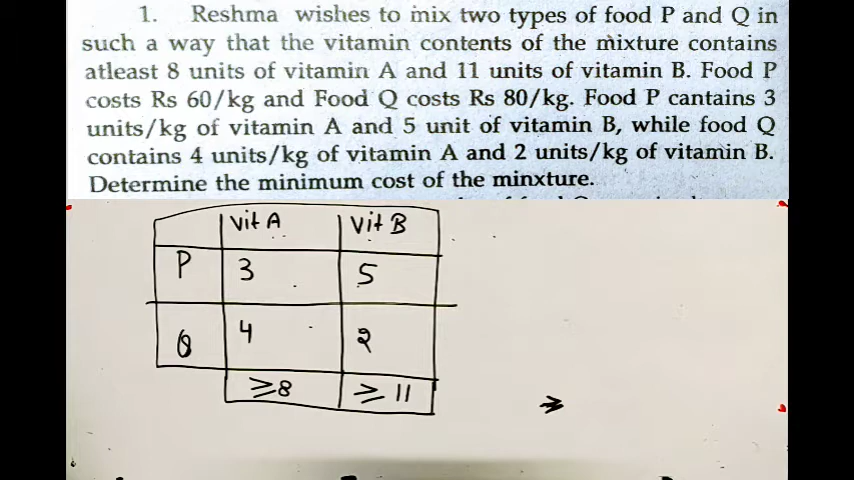 1. Reshma wishes to mix two types of food P and Q in
such a way that the vitamin contents of the mixture contains
atleast 8 units of vitamin A and 11 units of vitamin B. Food P
costs Rs 60/kg and Food Q costs Rs 80/kg. Food P cantains 3
units/kg of vitamin A and 5 unit of vitamin B, while food Q
contains 4 units/kg of vitamin A and 2 units/kg of vitamin B.
Determine the minimum cost of the minxture.
Vit A Vit B
P 3 5
Q 4 2
≥8 ≥ 11